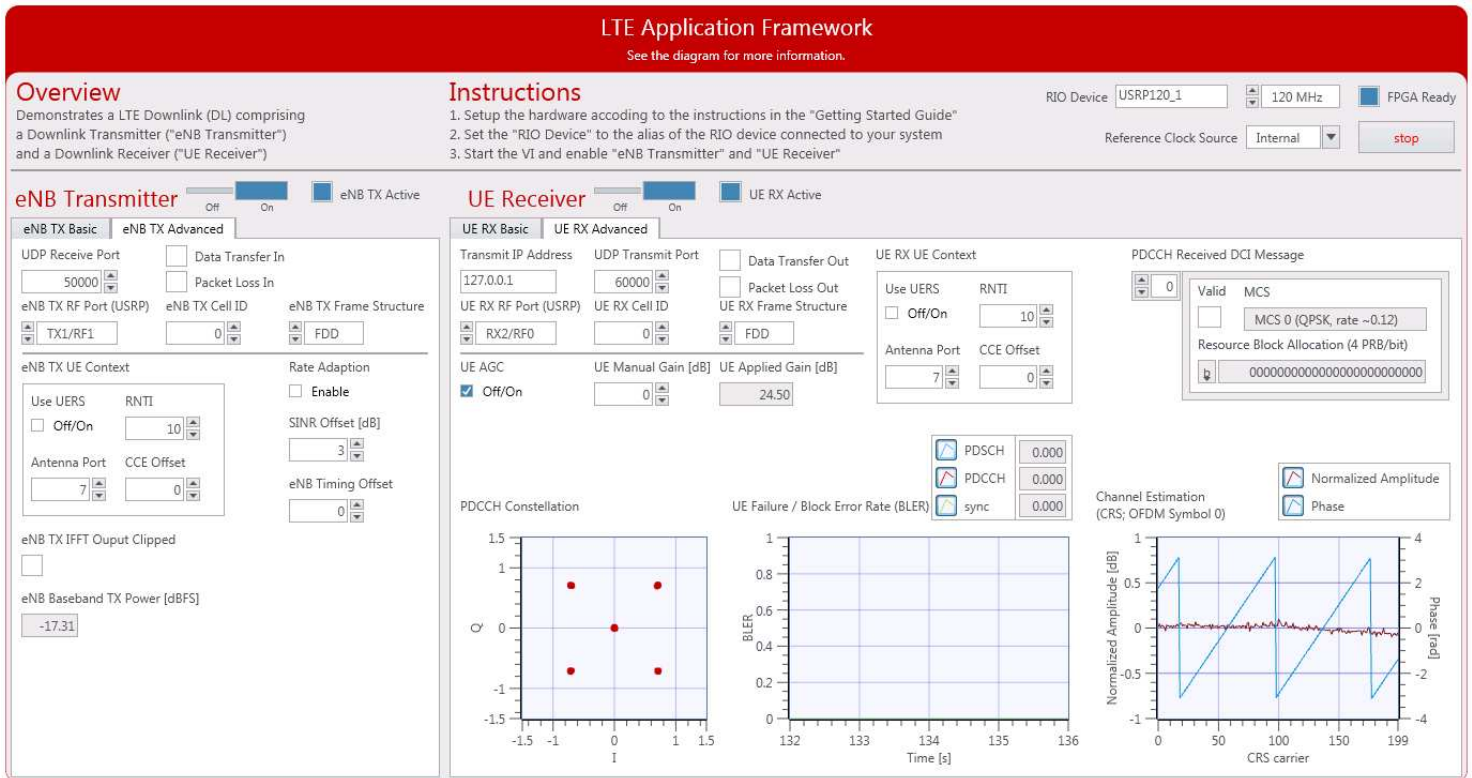 LTE Application Framework
See the diagram for more information.
Overview
Demonstrates a LTE Downlink (DL) comprising
a Downlink Transmitter ("eNB Transmitter")
and a Downlink Receiver ("UE Receiver")
Instructions
1. Setup the hardware accoding to the instructions in the "Getting Started Guide"
2. Set the "RIO Device" to the alias of the RIO device connected to your system
3. Start the VI and enable "eNB Transmitter" and "UE Receiver"
RIO Device USRP120_1 120 MHz FPGA Ready
Reference Clock Source Internal stop
eNB Transmitter Off On eNB TX Active
eNB TX Basic eNB TX Advanced
UDP Receive Port Data Transfer In
50000 Packet Loss In
eNB TX RF Port (USRP) eNB TX Cell ID eNB TX Frame Structure
TX1/RF1 0 FDD
eNB TX UE Context Rate Adaption
Use UERS RNTI Enable
Off/On 10 SINR Offset [dB]
3
Antenna Port CCE Offset
7 0 eNB Timing Offset
0
eNB TX IFFT Ouput Clipped
eNB Baseband TX Power [dBFS]
-17.31
UE Receiver Off On UE RX Active
UE RX Basic UE RX Advanced
Transmit IP Address UDP Transmit Port Data Transfer Out
127.0.0.1 60000 Packet Loss Out
UE RX RF Port (USRP) UE RX Cell ID UE RX Frame Structure
RX2/RF0 0 FDD
UE AGC UE Manual Gain [dB] UE Applied Gain [dB]
Off/On 0 24.50
UE RX UE Context
Use UERS RNTI
Off/On 10
Antenna Port CCE Offset
7 0
PDCCH Received DCI Message
0 Valid MCS
MCS 0 (QPSK, rate ~0.12)
Resource Block Allocation (4 PRB/bit)
b 0000000000000000000000000
PDCCH Constellation
1.5
1
0
-1
-1.5
Q
-1.5 -1 0 1 1.5
I
UE Failure / Block Error Rate (BLER)
PDSCH 0.000
PDCCH 0.000
sync 0.000
1
0.8
0.6
0.4
0.2
0
BLER
132 133 134 135 136
Time [s]
Channel Estimation
(CRS; OFDM Symbol 0)
Normalized Amplitude
Phase
1
0.5
0
-0.5
-1
Normalized Amplitude [dB]
4
2
0
-2
-4
Phase [rad]
0 50 100 150 199
CRS carrier